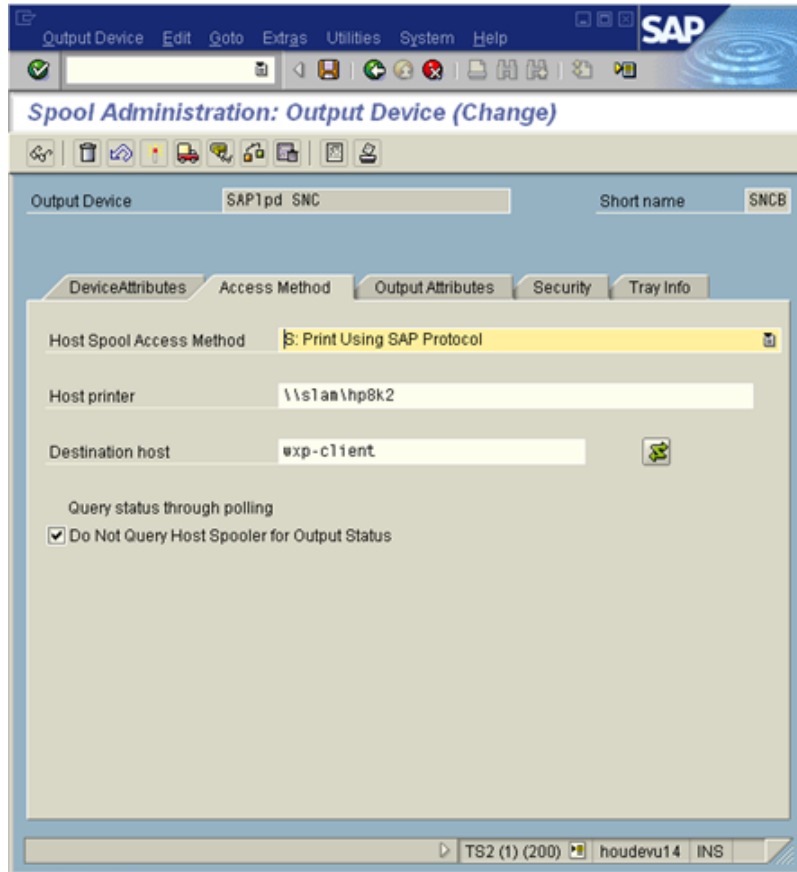 Output Device Edit Goto Extras Utilities System Help
SAP
Spool Administration: Output Device (Change)
Output Device SAPlpd SNC Short name SNCB
DeviceAttributes Access Method Output Attributes Security Tray Info
Host Spool Access Method S: Print Using SAP Protocol
Host printer \\slam\hp8k2
Destination host wxp-client
Query status through polling
Do Not Query Host Spooler for Output Status
TS2 (1) (200) houdevu14 INS